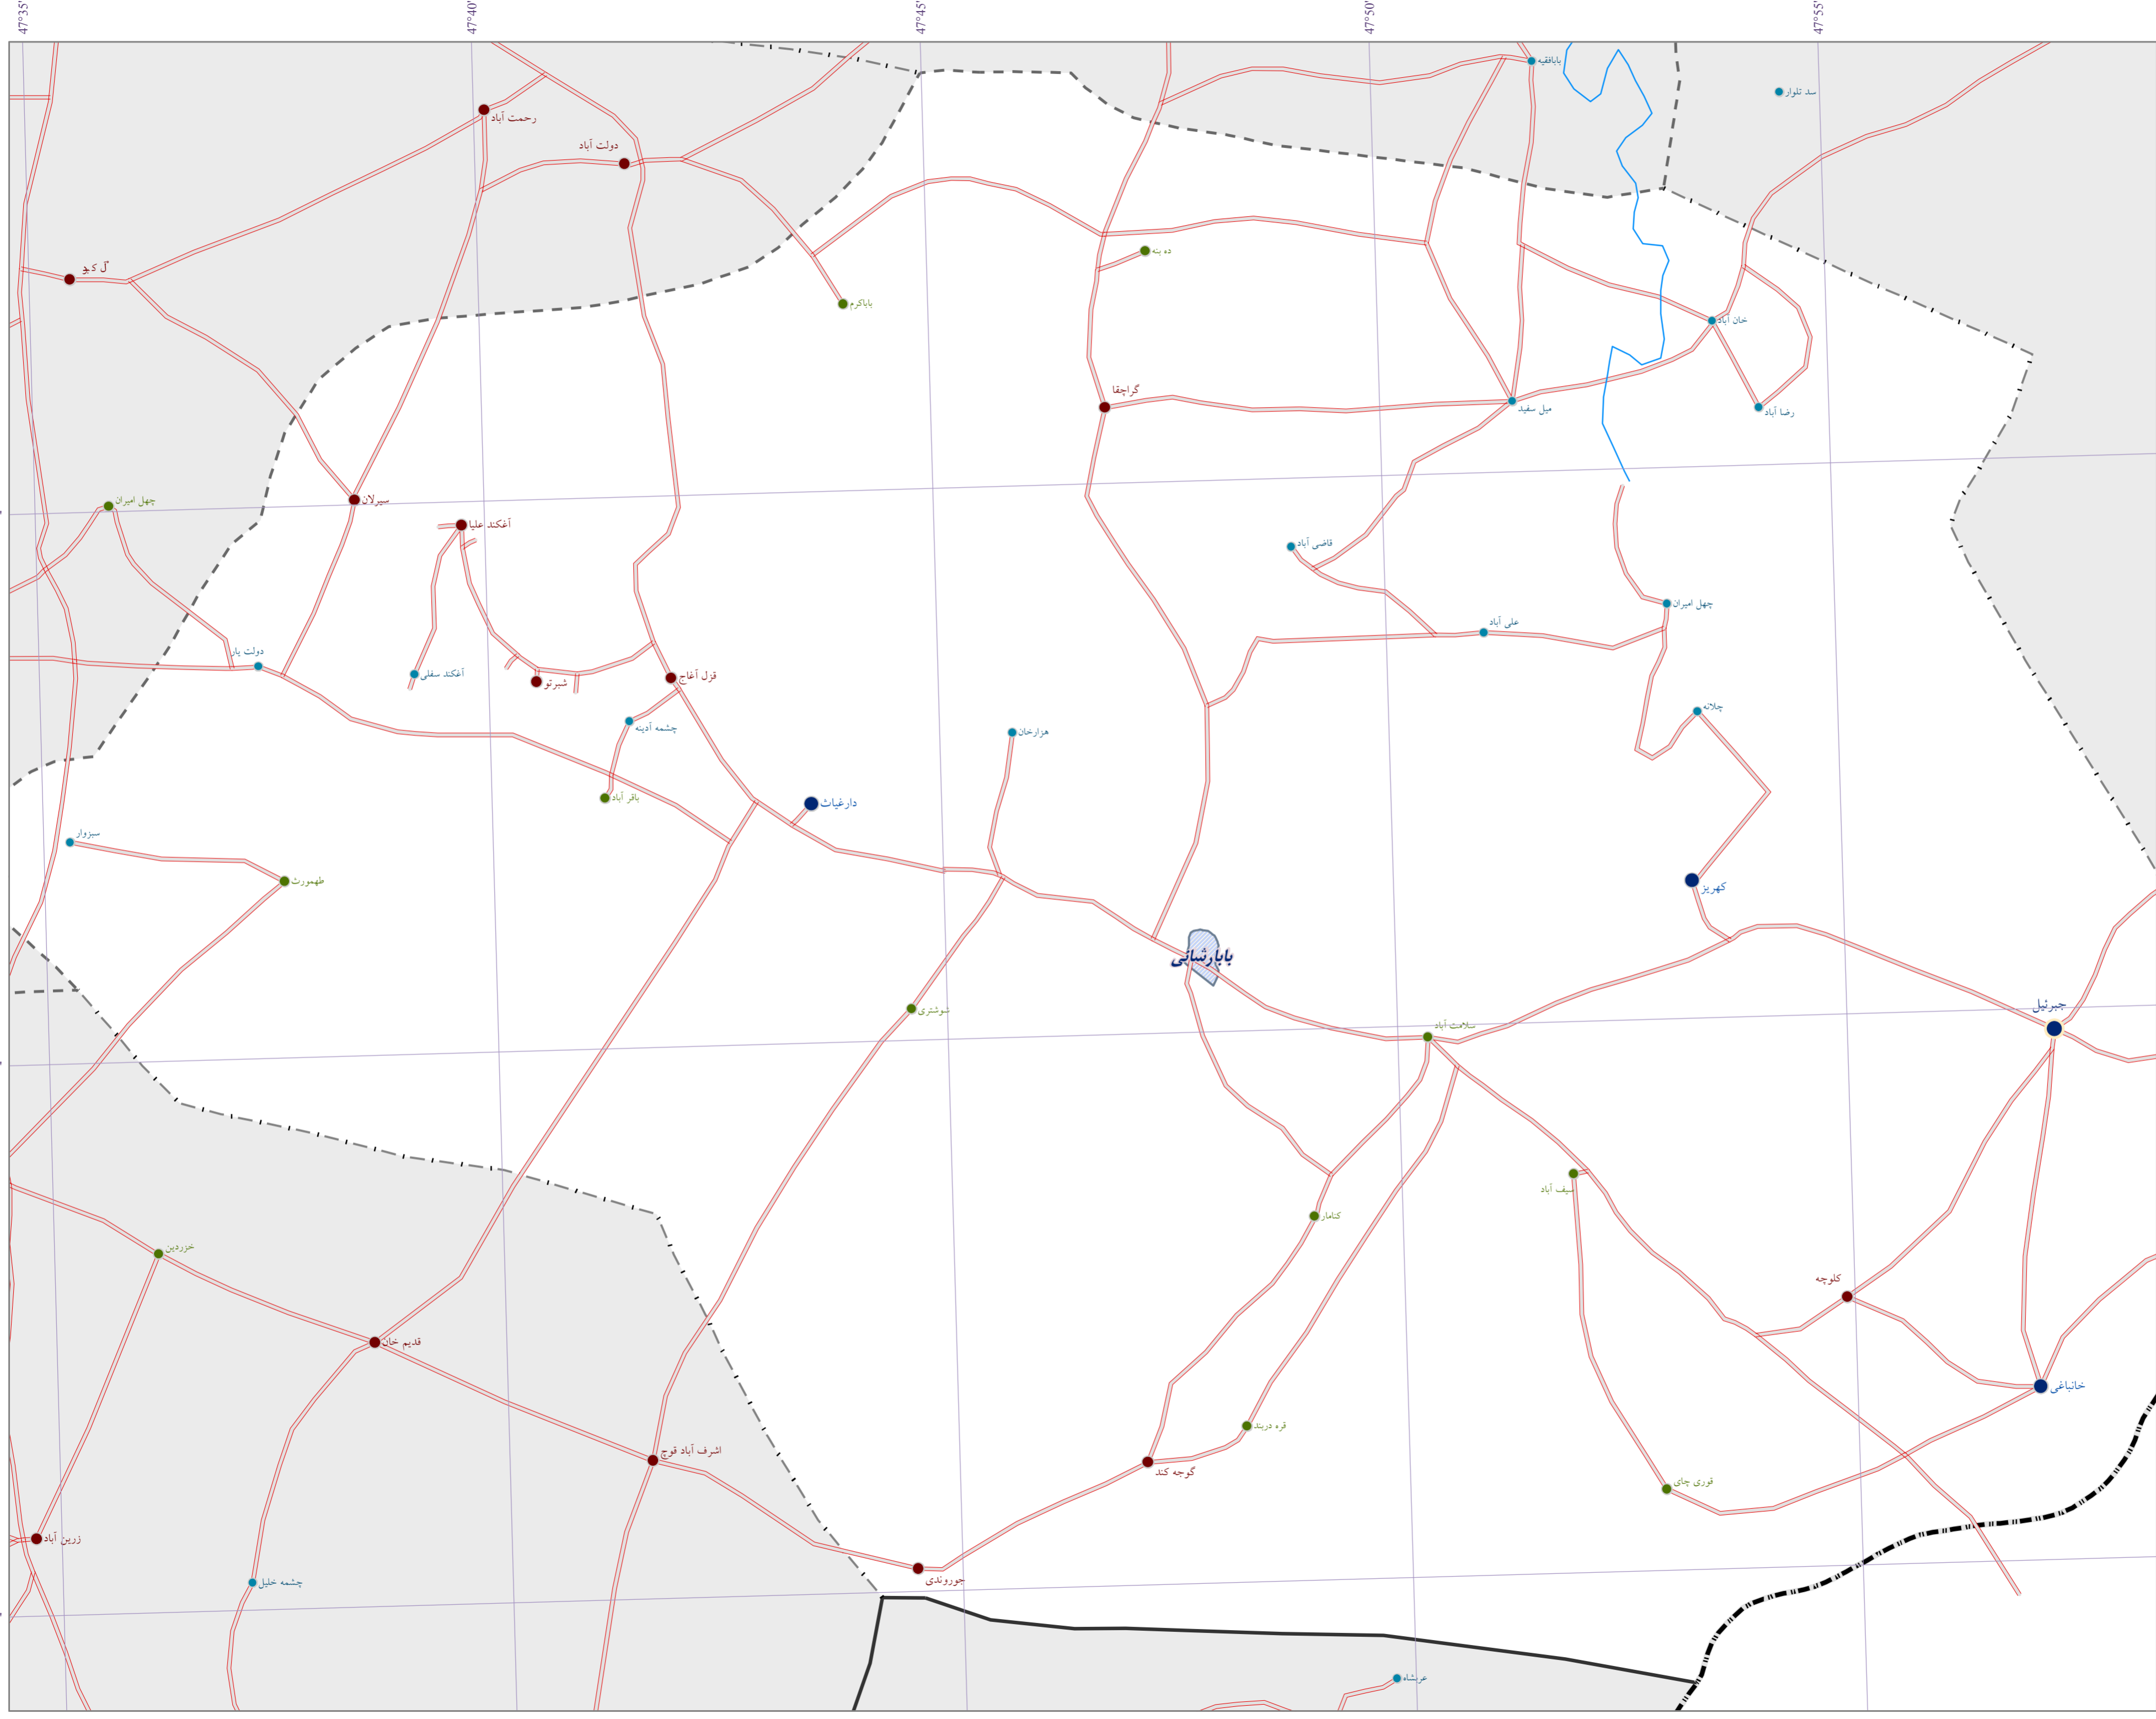 47°35'
47°40'
47°45'
47°50'
47°55'
بابافقیه
سد تلوار
رحمت آباد
دولت آباد
ده بنه
باباکرم
خان آباد
گراچقا
میل سفید
رضا آباد
چهل امیران
سیرلان
آغکند علیا
قاضی آباد
چهل امیران
علی آباد
دولت یار
آغکند سفلی
شیرتو
قزل آغاج
چشمه آدینه
چلانه
هزارخان
باقر آباد
دارغیاث
سبزوار
طهمورث
کهریز
بابارشانی
شوشتری
جبرئیل
سلامت آباد
سیف آباد
کنامار
خزردین
کلوچه
قدیم خان
خانباغی
قره دربند
اشرف آباد قوچ
گوجه کند
قوری چای
زرین آباد
چشمه خلیل
جوروندی
عربشاه